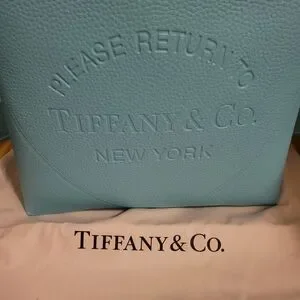 PLEASE RETURN TO
TIFFANY & CO.
NEW YORK
TIFFANY & CO.